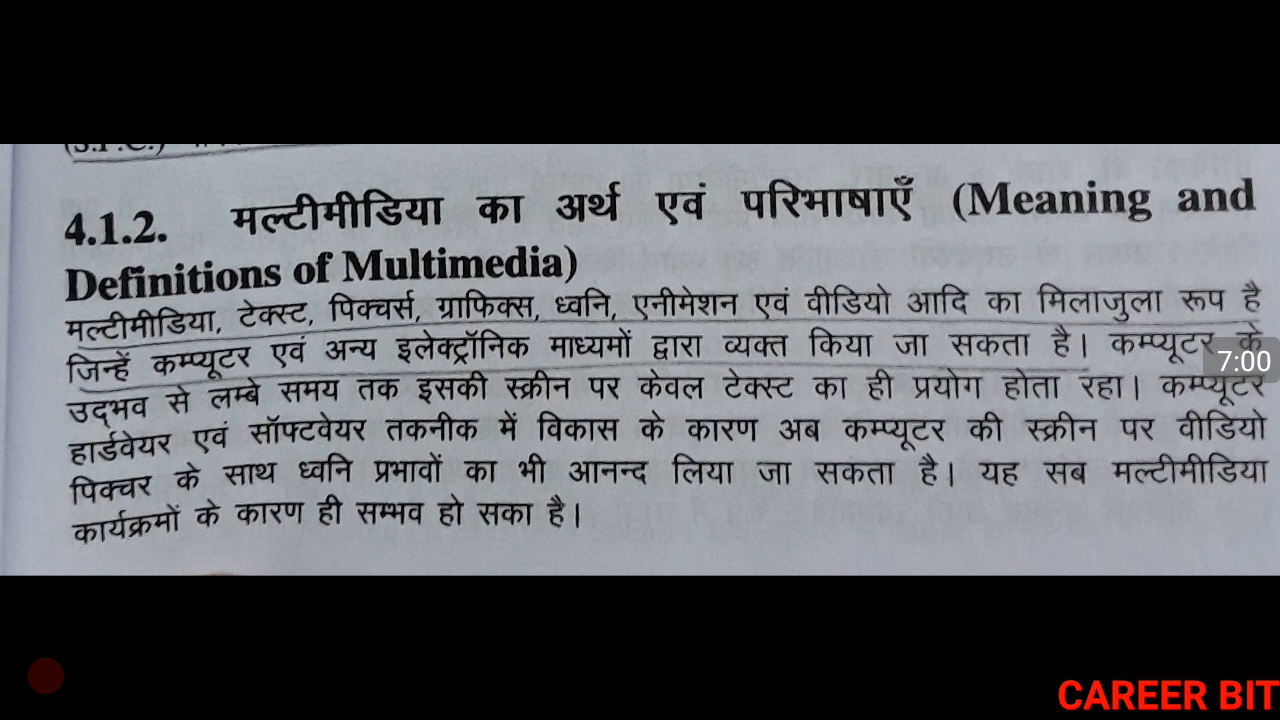 4.1.2. मल्टीमीडिया का अर्थ एवं परिभाषाएँ (Meaning and
Definitions of Multimedia)
मल्टीमीडिया, टेक्स्ट, पिक्चर्स, ग्राफिक्स, ध्वनि, एनीमेशन एवं वीडियो आदि का मिलाजुला रूप है
जिन्हें कम्प्यूटर एवं अन्य इलेक्ट्रॉनिक माध्यमों द्वारा व्यक्त किया जा सकता है। कम्प्यूटर के
7:00
उद्भव से लम्बे समय तक इसकी स्क्रीन पर केवल टेक्स्ट का ही प्रयोग होता रहा। कम्प्यूटर
हार्डवेयर एवं सॉफ्टवेयर तकनीक में विकास के कारण अब कम्प्यूटर की स्क्रीन पर वीडियो
पिक्चर के साथ ध्वनि प्रभावों का भी आनन्द लिया जा सकता है। यह सब मल्टीमीडिया
कार्यक्रमों के कारण ही सम्भव हो सका है।
CAREER BIT